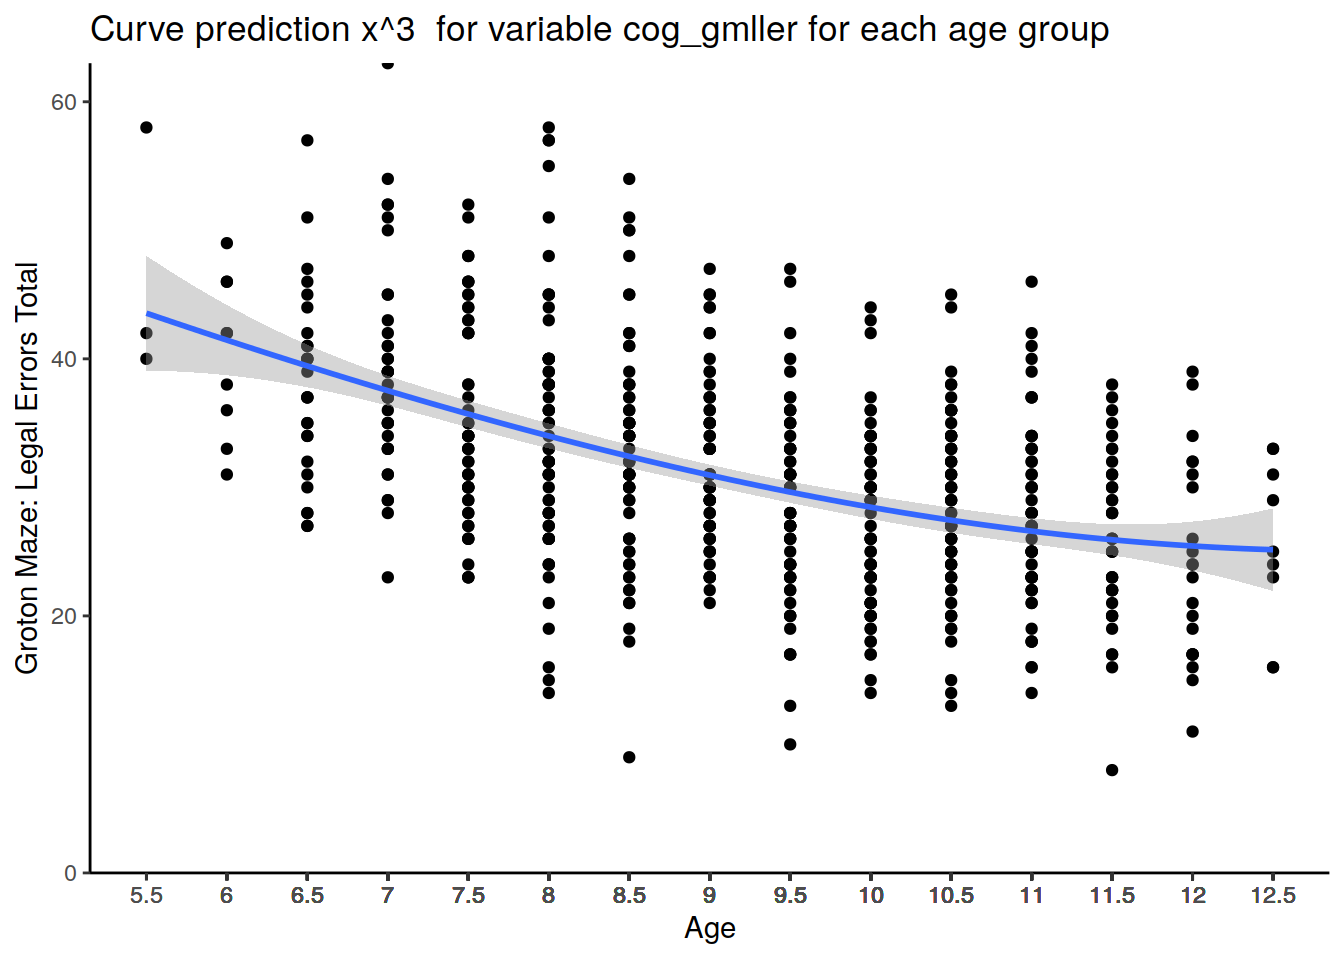 Curve prediction x^3  for variable cog_gmller for each age group
Groton Maze: Legal Errors Total
60
40
20
0
5.5 6 6.5 7 7.5 8 8.5 9 9.5 10 10.5 11 11.5 12 12.5
Age